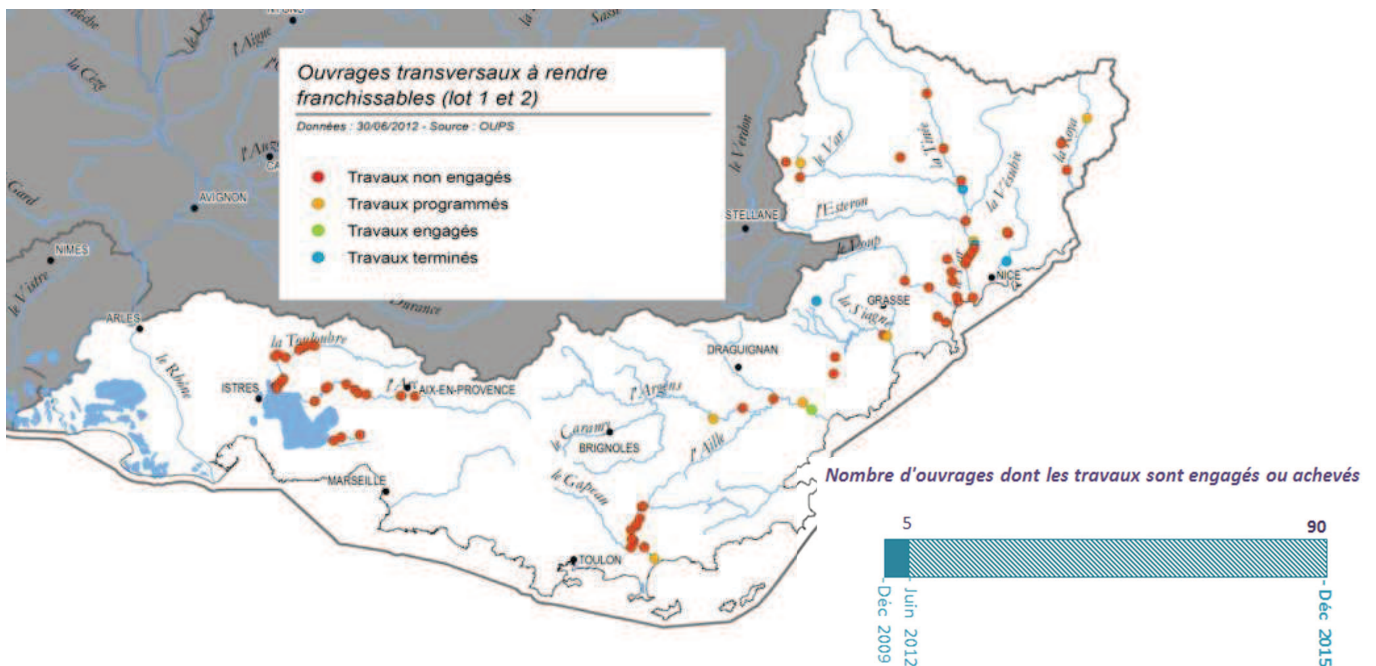 la Cèze
l'Aigue
Sasse
Ouvrages transversaux à rendre
franchissables (lot 1 et 2)
Données : 30/06/2012 - Source : OUPS
Travaux non engagés
Travaux programmés
Travaux engagés
Travaux terminés
le Verdon
le Var
la Tinée
la Vésubie
la Roya
l'Esteron
le Loup
Gard
AVIGNON
NIMES
le Vistre
STELLANE
Durance
NICE
GRASSE
la Siagne
ARLES
la Touloubre
le Rhône
ISTRES
l'Arc
AIX-EN-PROVENCE
DRAGUIGNAN
l'Argens
le Caramy
BRIGNOLES
l'Aille
MARSEILLE
le Gapeau
TOULON
Nombre d'ouvrages dont les travaux sont engagés ou achevés
5
90
Déc 2009
Juin 2012
Déc 2015